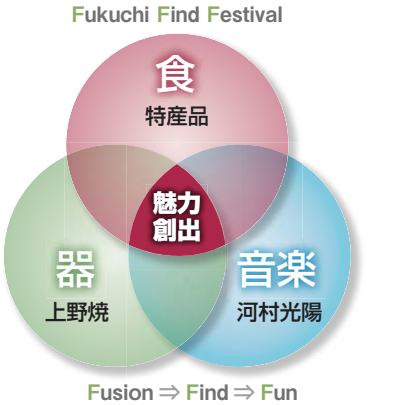 Fukuchi Find Festival
食
特産品
魅力
創出
器
上野焼
音楽
河村光陽
Fusion ⇒ Find ⇒ Fun